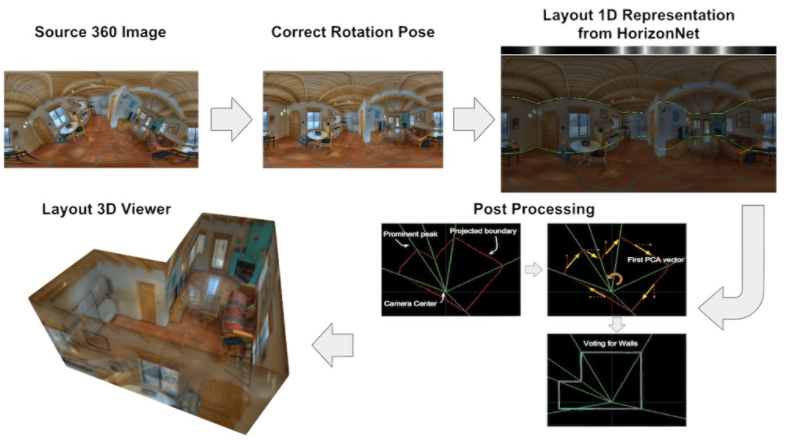 Source 360 Image
Correct Rotation Pose
Layout 1D Representation
from HorizonNet
Layout 3D Viewer
Post Processing
Prominent peak
Projected boundary
Camera Center
First PCA vector
Voting for Walls